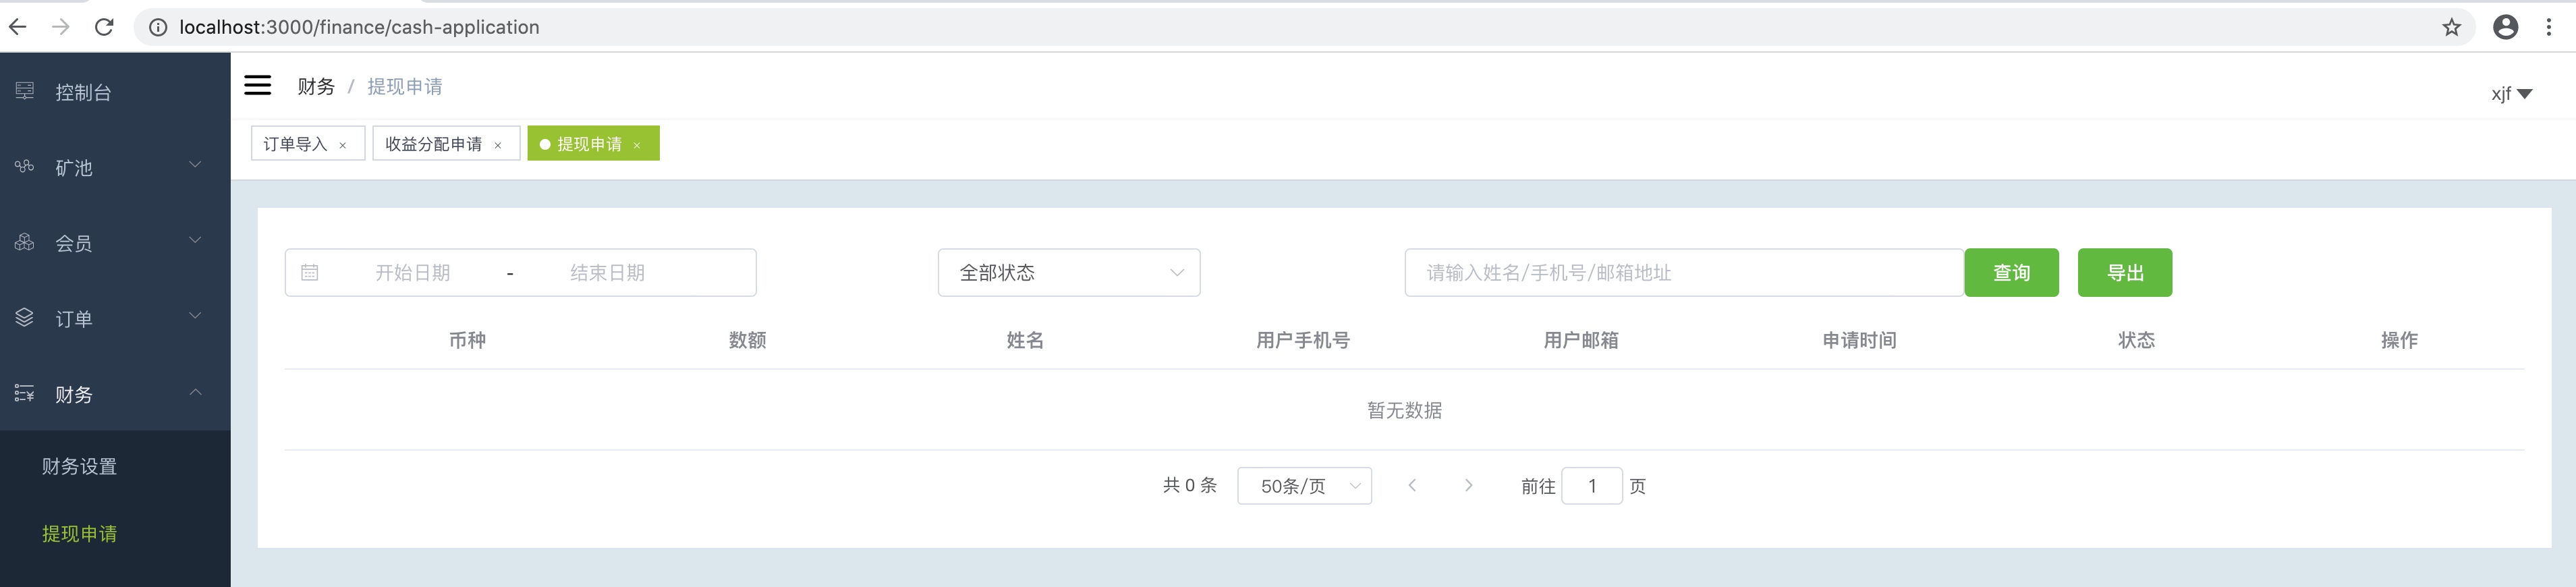 localhost:3000/finance/cash-application
控制台
矿池
会员
订单
财务
财务设置
提现申请
财务 / 提现申请
xjf
订单导入 × 收益分配申请 × 提现申请 ×
开始日期 - 结束日期 全部状态 请输入姓名/手机号/邮箱地址 查询 导出
币种 数额 姓名 用户手机号 用户邮箱 申请时间 状态 操作
暂无数据
共 0 条 50条/页 前往 1 页